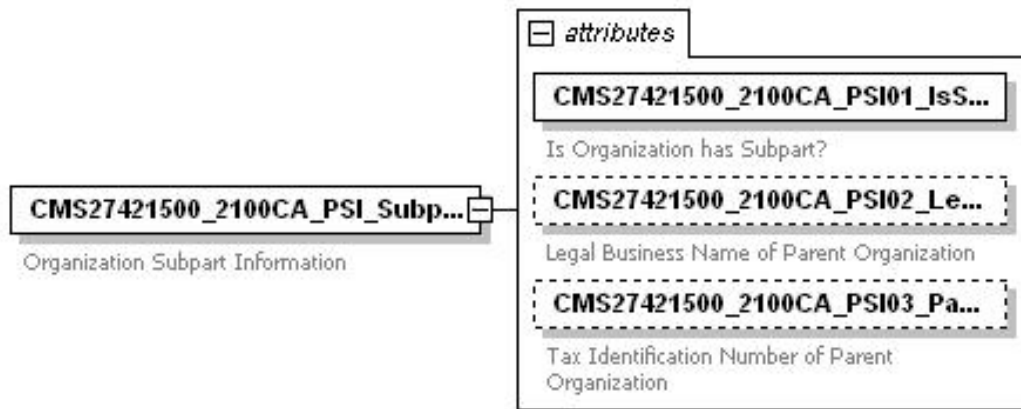 attributes
CMS27421500_2100CA_PSI01_IsS...
Is Organization has Subpart?
CMS27421500_2100CA_PSI_Subp...
Organization Subpart Information
CMS27421500_2100CA_PSI02_Le...
Legal Business Name of Parent Organization
CMS27421500_2100CA_PSI03_Pa...
Tax Identification Number of Parent
Organization